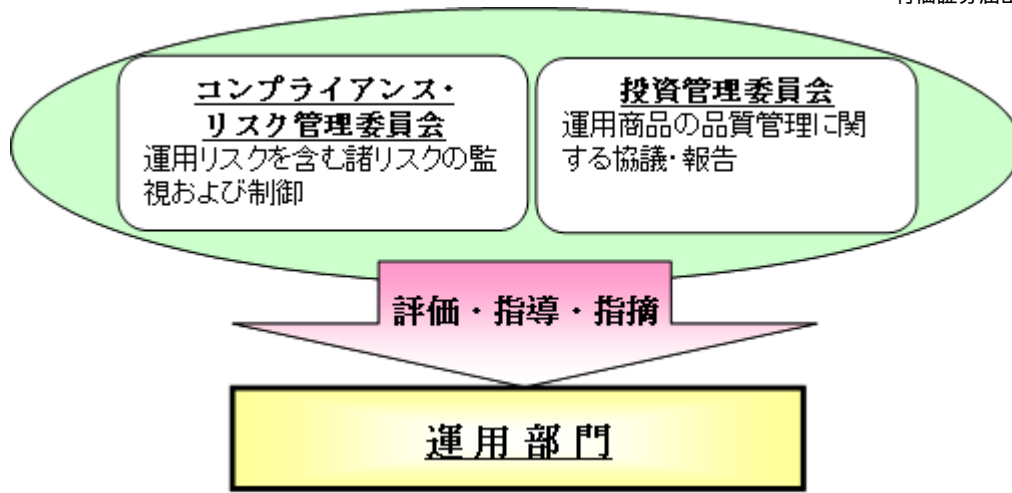 コンプライアンス・
リスク管理委員会
運用リスクを含む諸リスクの監
視および制御
投資管理委員会
運用商品の品質管理に関
する協議・報告
評価・指導・指摘
運用部門